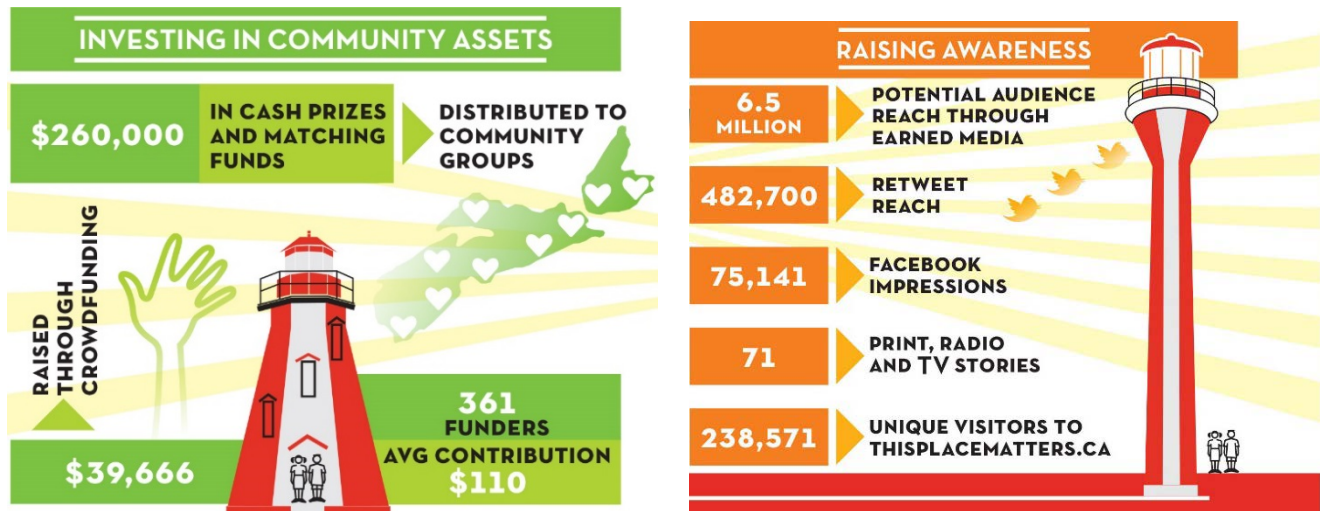 INVESTING IN COMMUNITY ASSETS
$260,000
IN CASH PRIZES
AND MATCHING
FUNDS
DISTRIBUTED TO
COMMUNITY
GROUPS
RAISED
THROUGH
CROWDFUNDING
$39,666
361
FUNDERS
AVG CONTRIBUTION
$110
RAISING AWARENESS
6.5
MILLION
POTENTIAL AUDIENCE
REACH THROUGH
EARNED MEDIA
482,700
RETWEET
REACH
75,141
FACEBOOK
IMPRESSIONS
71
PRINT, RADIO
AND TV STORIES
238,571
UNIQUE VISITORS TO
THISPLACEMATTERS.CA